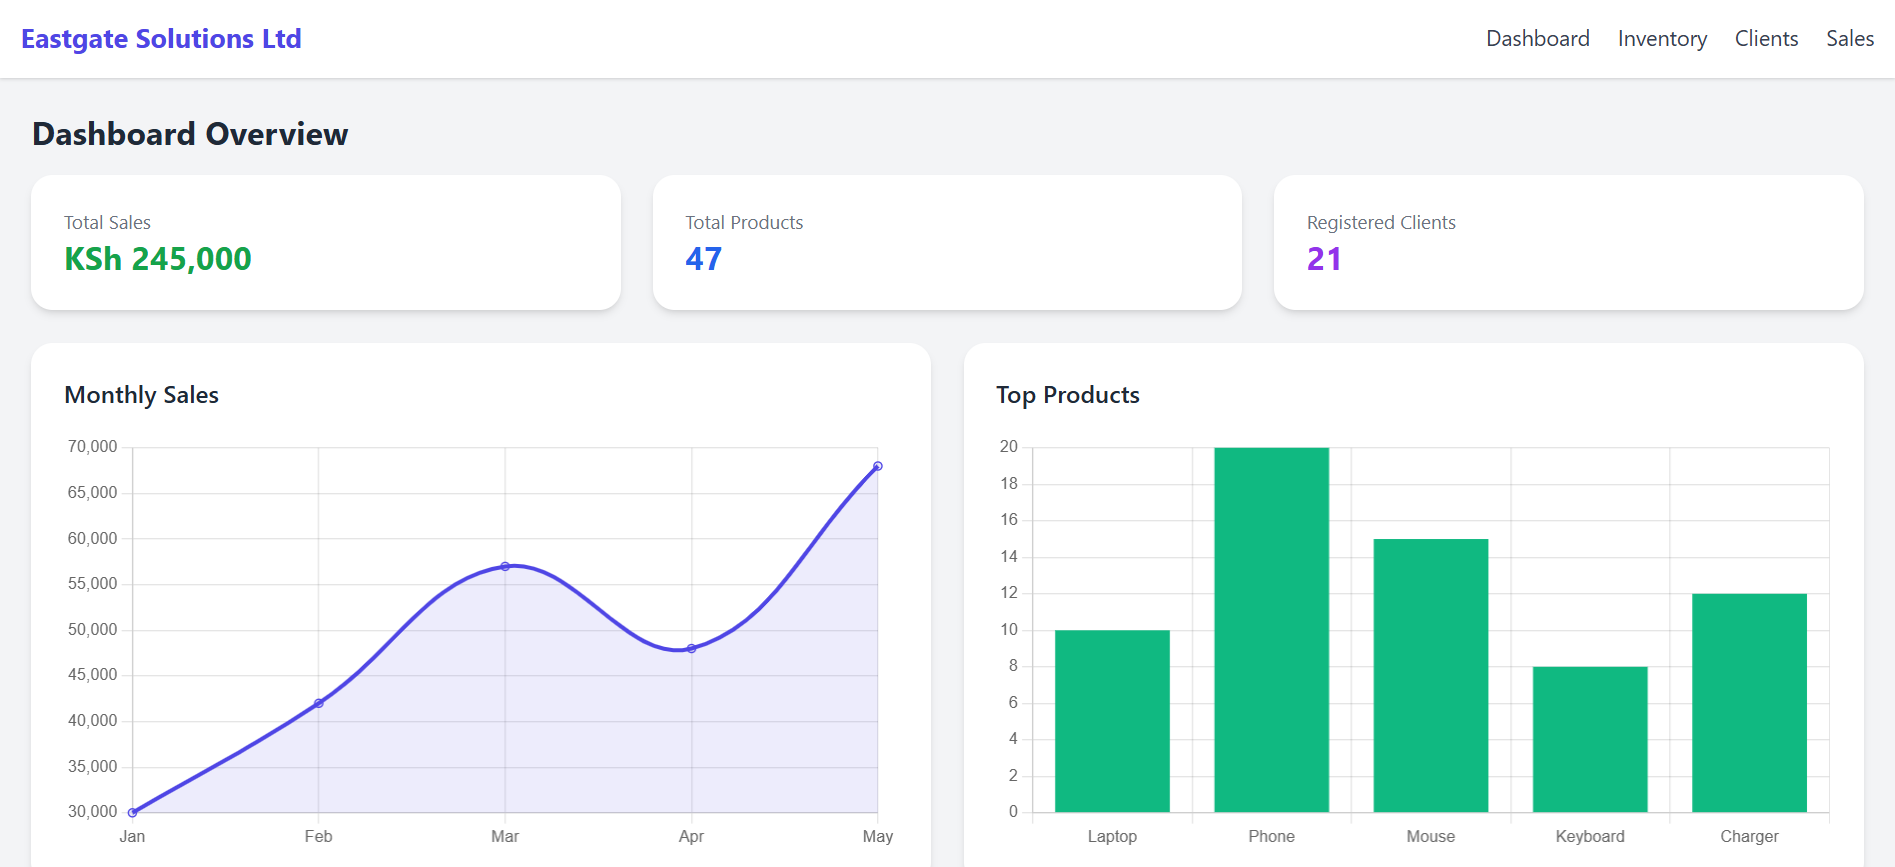 Eastgate Solutions Ltd
Dashboard Inventory Clients Sales
Dashboard Overview
Total Sales
KSh 245,000
Total Products
47
Registered Clients
21
Monthly Sales
70,000
65,000
60,000
55,000
50,000
45,000
40,000
35,000
30,000
Jan Feb Mar Apr May
Top Products
20
18
16
14
12
10
8
6
4
2
0
Laptop Phone Mouse Keyboard Charger